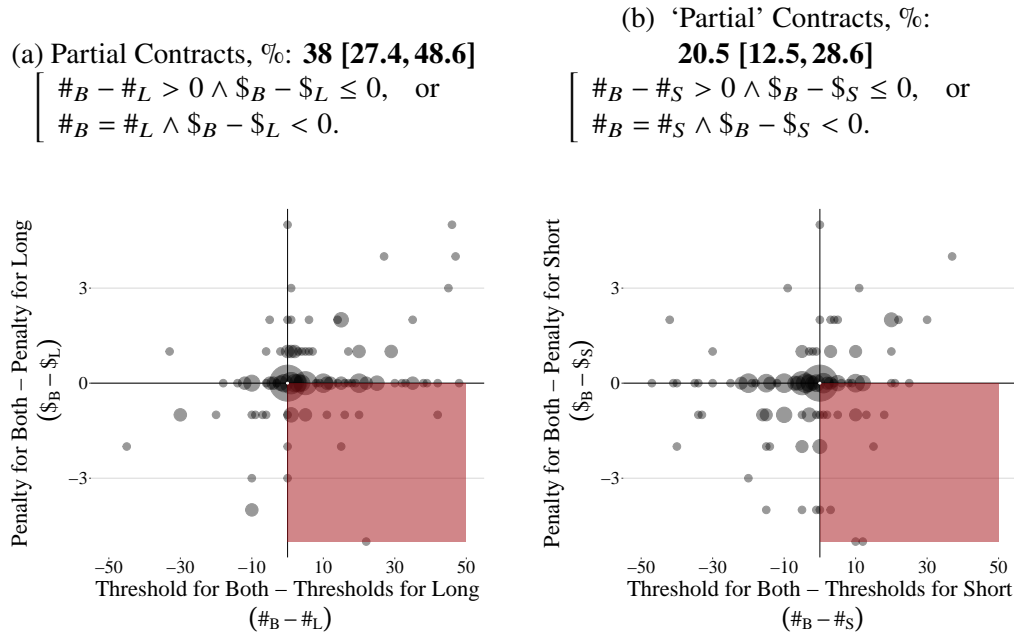 (a) Partial Contracts, %: 38 [27.4, 48.6]
#B − #L > 0 ∧ $B − $L ≤ 0, or
#B = #L ∧ $B − $L < 0.
Penalty for Both − Penalty for Long
($B − $L)
3
0
−3
−50 −30 −10 10 30 50
Threshold for Both − Thresholds for Long
(#B − #L)
(b) ‘Partial’ Contracts, %:
20.5 [12.5, 28.6]
#B − #S > 0 ∧ $B − $S ≤ 0, or
#B = #S ∧ $B − $S < 0.
Penalty for Both − Penalty for Short
($B − $S)
3
0
−3
−50 −30 −10 10 30 50
Threshold for Both − Thresholds for Short
(#B − #S)